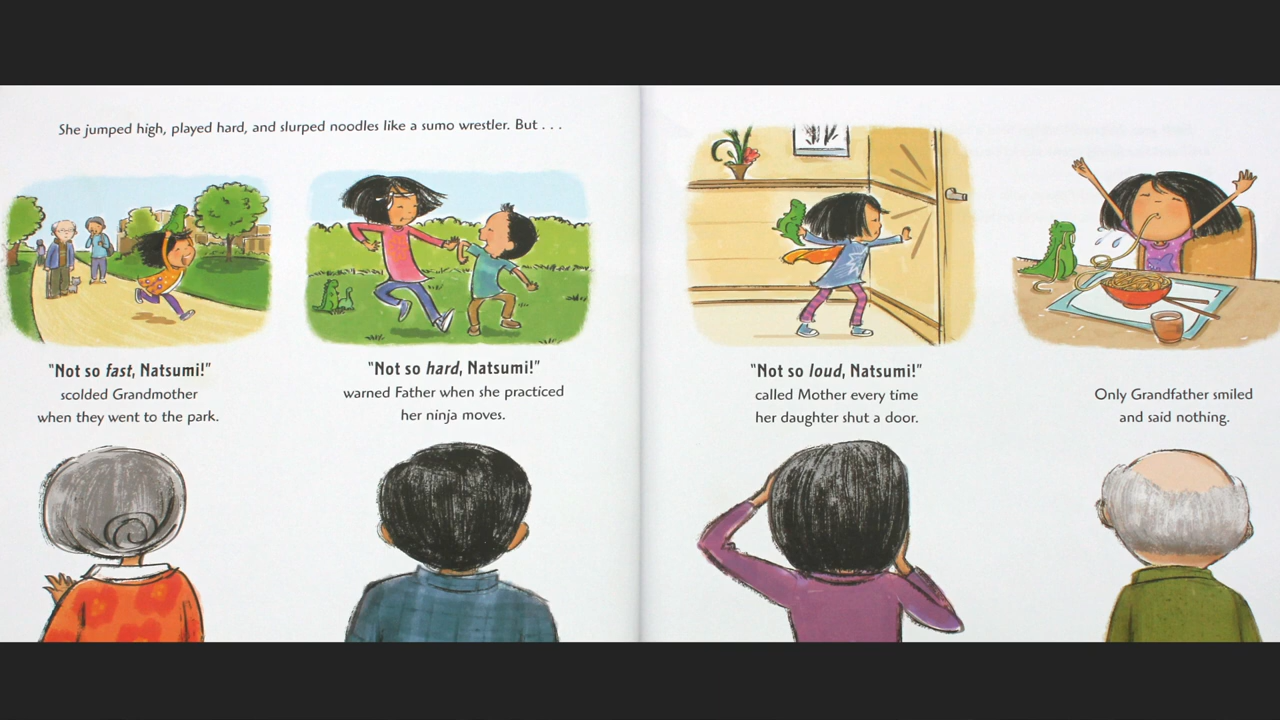 She jumped high, played hard, and slurped noodles like a sumo wrestler. But . . .
"Not so fast, Natsumi!"
scolded Grandmother
when they went to the park.
"Not so hard, Natsumi!"
warned Father when she practiced
her ninja moves.
"Not so loud, Natsumi!"
called Mother every time
her daughter shut a door.
Only Grandfather smiled
and said nothing.